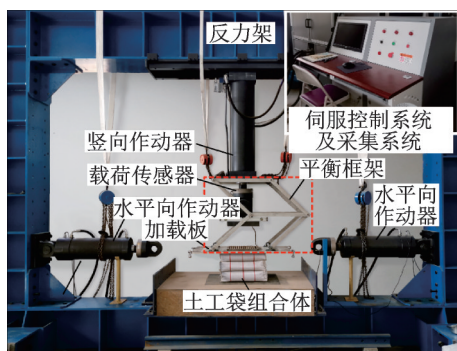 反力架
伺服控制系统
及采集系统
竖向作动器
载荷传感器
平衡框架
水平向作动器
加载板
水平向
作动器
土工袋组合体